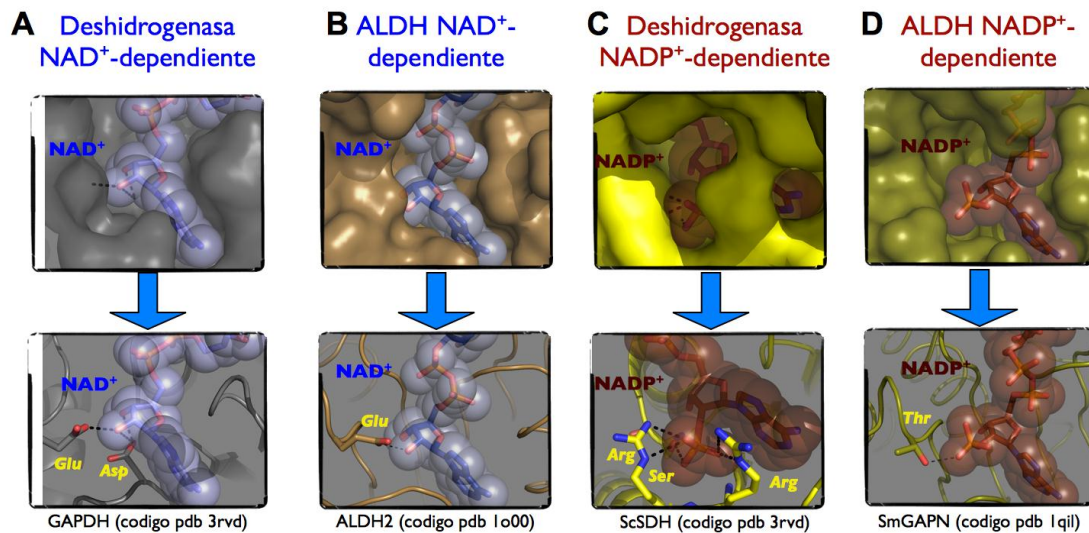 A
Deshidrogenasa
NAD+-dependiente
B
ALDH NAD+-
dependiente
C
Deshidrogenasa
NADP+-dependiente
D
ALDH NADP+-
dependiente
NAD+
NAD+
NADP+
NADP+
NAD+
Glu
Asp
NAD+
Glu
NADP+
Arg
Ser
Arg
NADP+
Thr
GAPDH (codigo pdb 3rvd)
ALDH2 (codigo pdb 1o00)
ScSDH (codigo pdb 3rvd)
SmGAPN (codigo pdb 1qil)